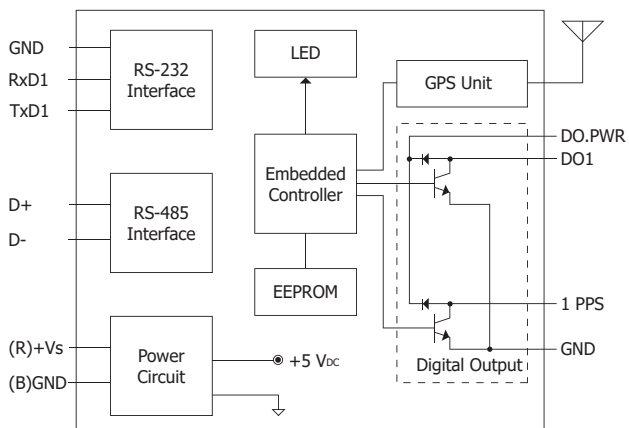 GND
RxD1
TxD1
RS-232
Interface
LED
GPS Unit
DO.PWR
DO1
Embedded
Controller
D+
D-
RS-485
Interface
EEPROM
1 PPS
GND
Digital Output
(R)+Vs
(B)GND
Power
Circuit
+5 VDC